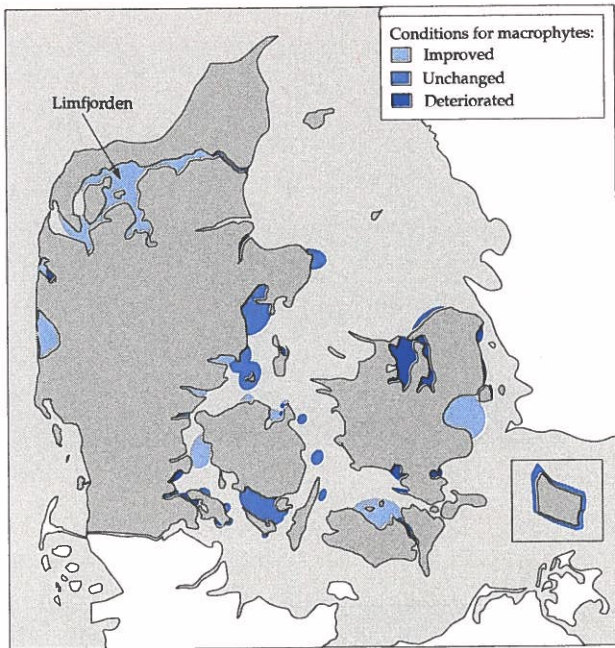 Conditions for macrophytes:
Improved
Unchanged
Deteriorated
Limfjorden